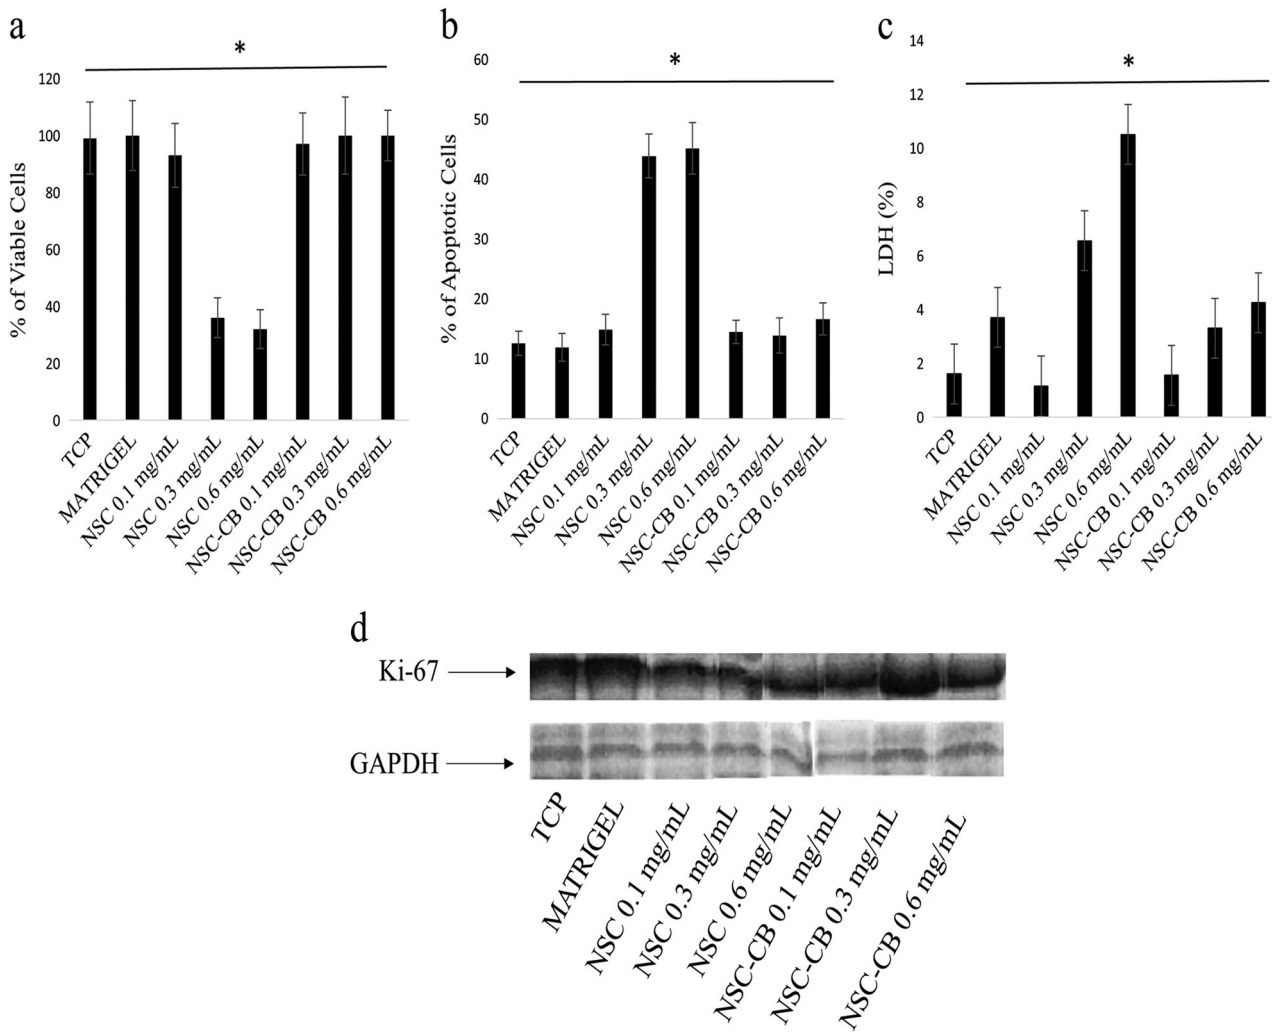 a
*
% of Viable Cells
120
100
80
60
40
20
0
TCP
MATRIGEL
NSC 0.1 mg/mL
NSC 0.3 mg/mL
NSC 0.6 mg/mL
NSC-CB 0.1 mg/mL
NSC-CB 0.3 mg/mL
NSC-CB 0.6 mg/mL
b
*
% of Apoptotic Cells
60
50
40
30
20
10
0
TCP
MATRIGEL
NSC 0.1 mg/mL
NSC 0.3 mg/mL
NSC 0.6 mg/mL
NSC-CB 0.1 mg/mL
NSC-CB 0.3 mg/mL
NSC-CB 0.6 mg/mL
c
*
LDH (%)
14
12
10
8
6
4
2
0
TCP
MATRIGEL
NSC 0.1 mg/mL
NSC 0.3 mg/mL
NSC 0.6 mg/mL
NSC-CB 0.1 mg/mL
NSC-CB 0.3 mg/mL
NSC-CB 0.6 mg/mL
d
Ki-67
GAPDH
TCP
MATRIGEL
NSC 0.1 mg/mL
NSC 0.3 mg/mL
NSC 0.6 mg/mL
NSC-CB 0.1 mg/mL
NSC-CB 0.3 mg/mL
NSC-CB 0.6 mg/mL